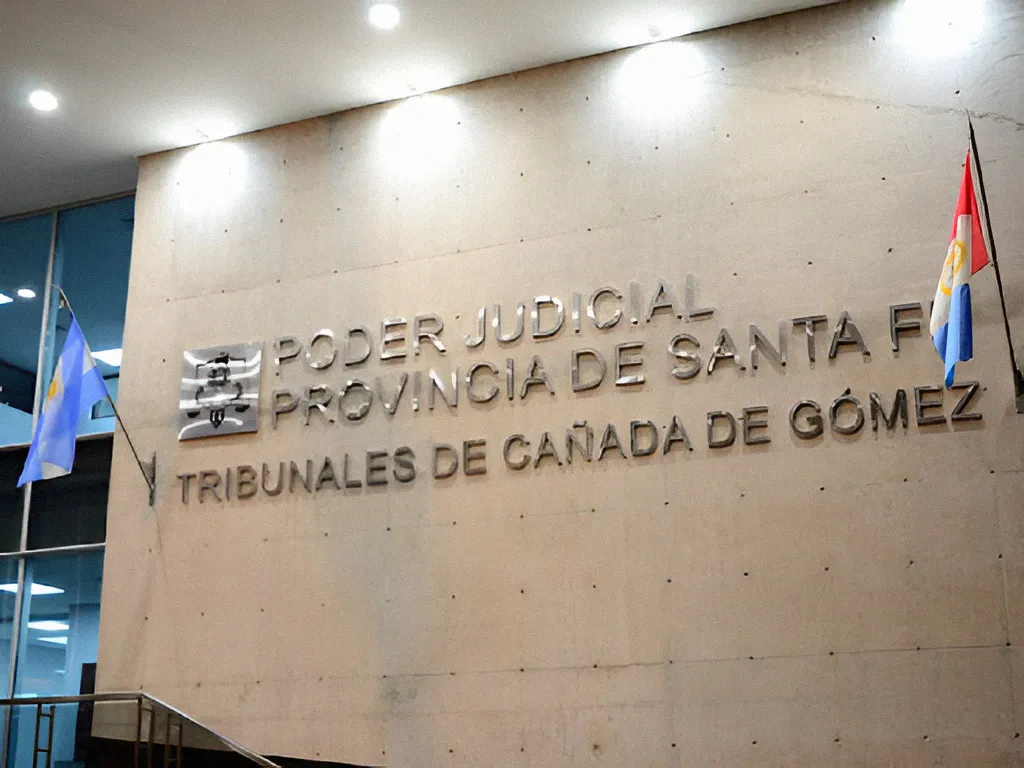 PODER JUDICIAL
PROVINCIA DE SANTA F
TRIBUNALES DE CAÑADA DE GÓMEZ